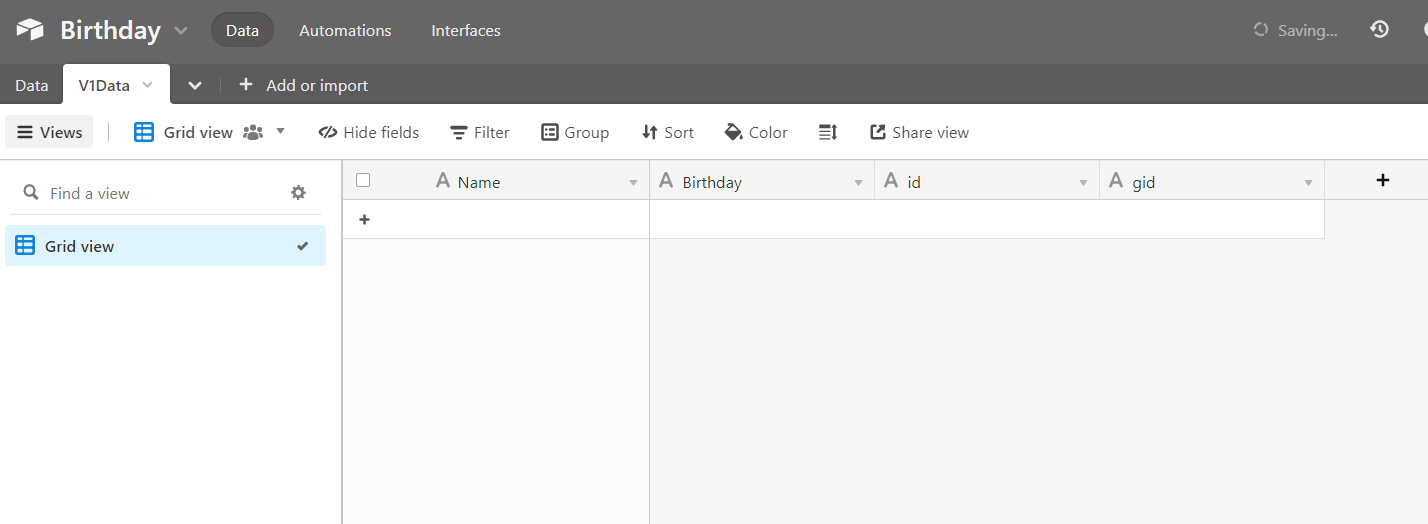 Birthday Data Automations Interfaces Saving...
Data V1Data Add or import
Views Grid view Hide fields Filter Group Sort Color Share view
Find a view
Grid view
A Name A Birthday A id A gid